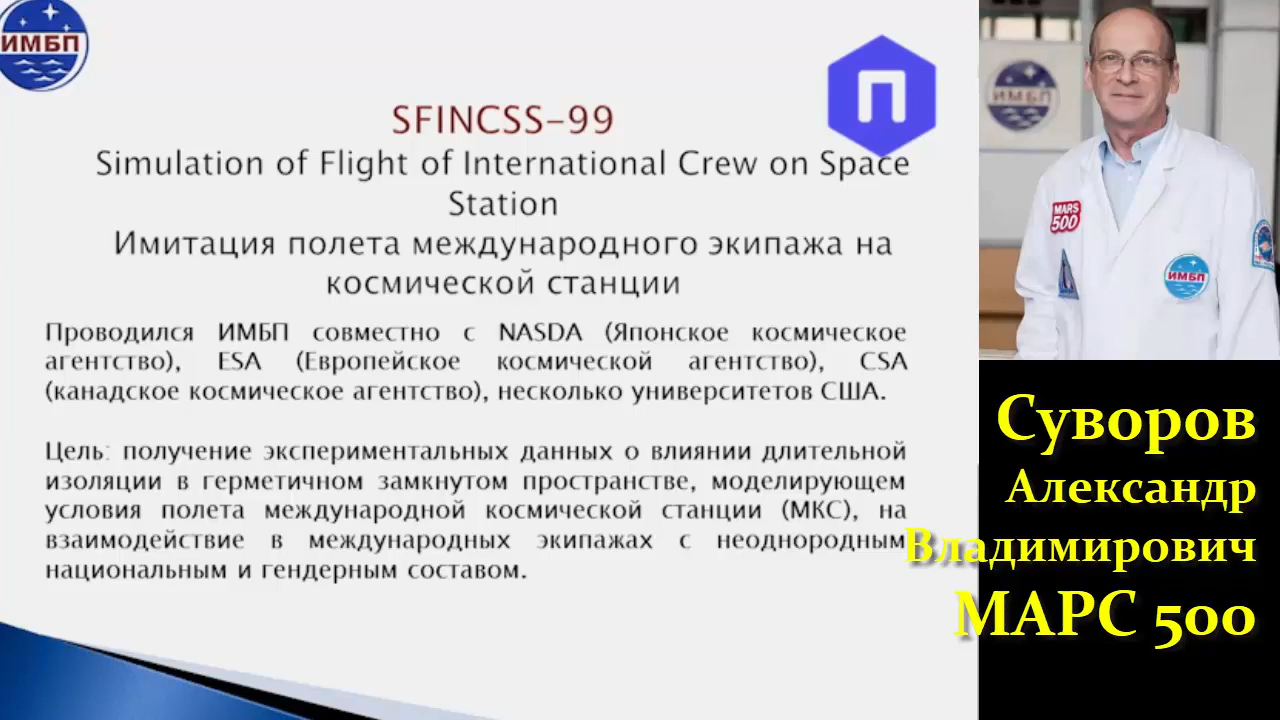 ИМБП
П
SFINCSS-99
Simulation of Flight of International Crew on Space
Station
Имитация полета международного экипажа на
космической станции
Проводился ИМБП совместно с NASDA (Японское космическое
агентство), ESA (Европейское космической агентство), CSA
(канадское космическое агентство), несколько университетов США.
Цель: получение экспериментальных данных о влиянии длительной
изоляции в герметичном замкнутом пространстве, моделирующем
условия полета международной космической станции (МКС), на
взаимодействие в международных экипажах с неоднородным
национальным и гендерным составом.
ИМБП
MARS
500
ИМБП
Суворов
Александр
Владимирович
МАРС 500